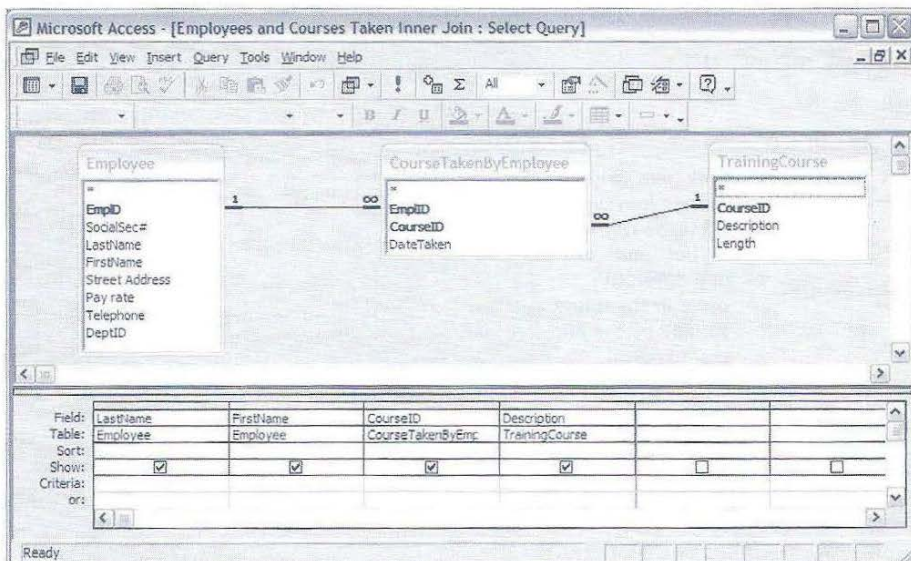 Microsoft Access - [Employees and Courses Taken Inner Join : Select Query]
File Edit View Insert Query Tools Window Help
Σ All
B I U A
Employee
*
EmpID
SocialSec#
LastName
FirstName
Street Address
Pay rate
Telephone
DeptID
1 ∞
CourseTakenByEmployee
*
EmplID
CourseID
DateTaken
∞ 1
TrainingCourse
*
CourseID
Description
Length
Field: LastName FirstName CourseID Description
Table: Employee Employee CourseTakenByEmp TrainingCourse
Sort:
Show:
Criteria:
or:
Ready